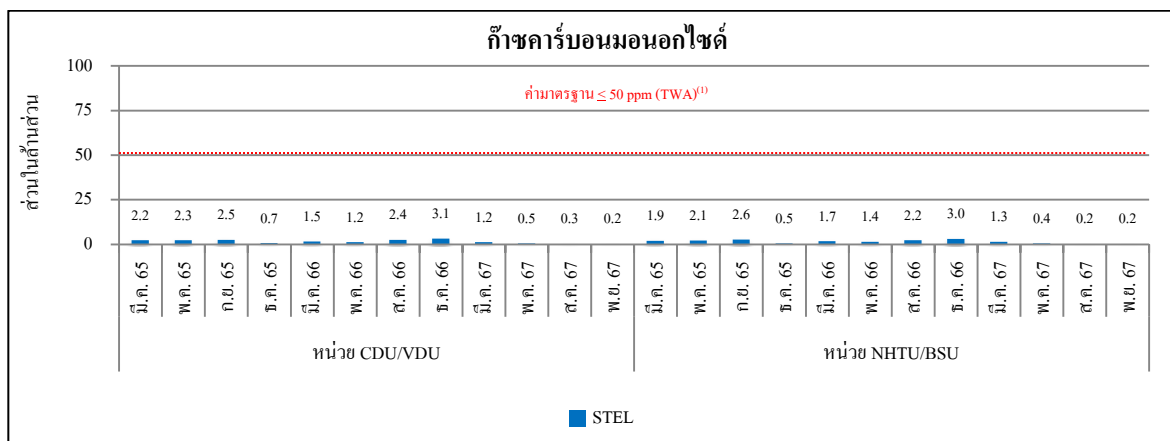 ก๊าซคาร์บอนมอนอกไซด์
ส่วนในล้านส่วน
100
75
50
25
0
ค่ามาตรฐาน ≤ 50 ppm (TWA)(1)
2.2 2.3 2.5 0.7 1.5 1.2 2.4 3.1 1.2 0.5 0.3 0.2 1.9 2.1 2.6 0.5 1.7 1.4 2.2 3.0 1.3 0.4 0.2 0.2
มี.ค. 65
พ.ค. 65
ก.ย. 65
ธ.ค. 65
มี.ค. 66
พ.ค. 66
ส.ค. 66
ธ.ค. 66
มี.ค. 67
พ.ค. 67
ส.ค. 67
พ.ย. 67
มี.ค. 65
พ.ค. 65
ก.ย. 65
ธ.ค. 65
มี.ค. 66
พ.ค. 66
ส.ค. 66
ธ.ค. 66
มี.ค. 67
พ.ค. 67
ส.ค. 67
พ.ย. 67
หน่วย CDU/VDU
หน่วย NHTU/BSU
STEL